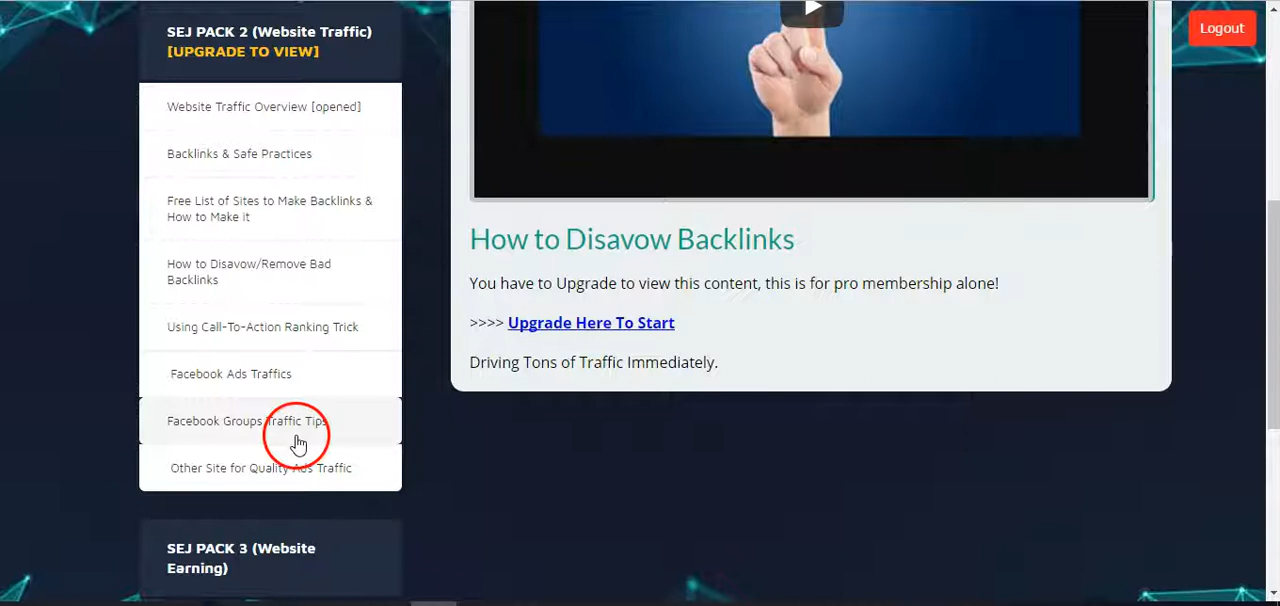 SEJ PACK 2 (Website Traffic)
[UPGRADE TO VIEW]
Website Traffic Overview [opened]
Backlinks & Safe Practices
Free List of Sites to Make Backlinks &
How to Make it
How to Disavow/Remove Bad
Backlinks
Using Call-To-Action Ranking Trick
Facebook Ads Traffics
Facebook Groups Traffic Tips
Other Site for Quality Ads Traffic
SEJ PACK 3 (Website
Earning)
Logout
How to Disavow Backlinks
You have to Upgrade to view this content, this is for pro membership alone!
>>>> Upgrade Here To Start
Driving Tons of Traffic Immediately.